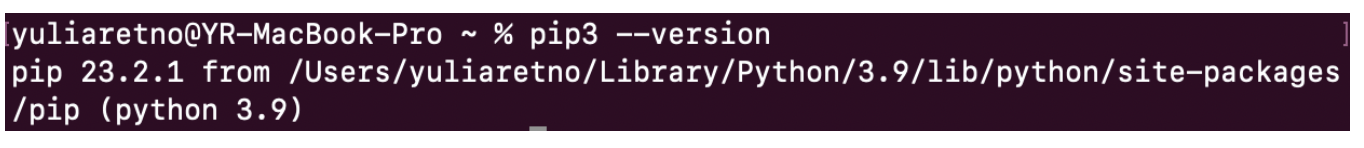 [yuliaretno@YR-MacBook-Pro ~ % pip3 --version ]
pip 23.2.1 from /Users/yuliaretno/Library/Python/3.9/lib/python/site-packages
/pip (python 3.9)